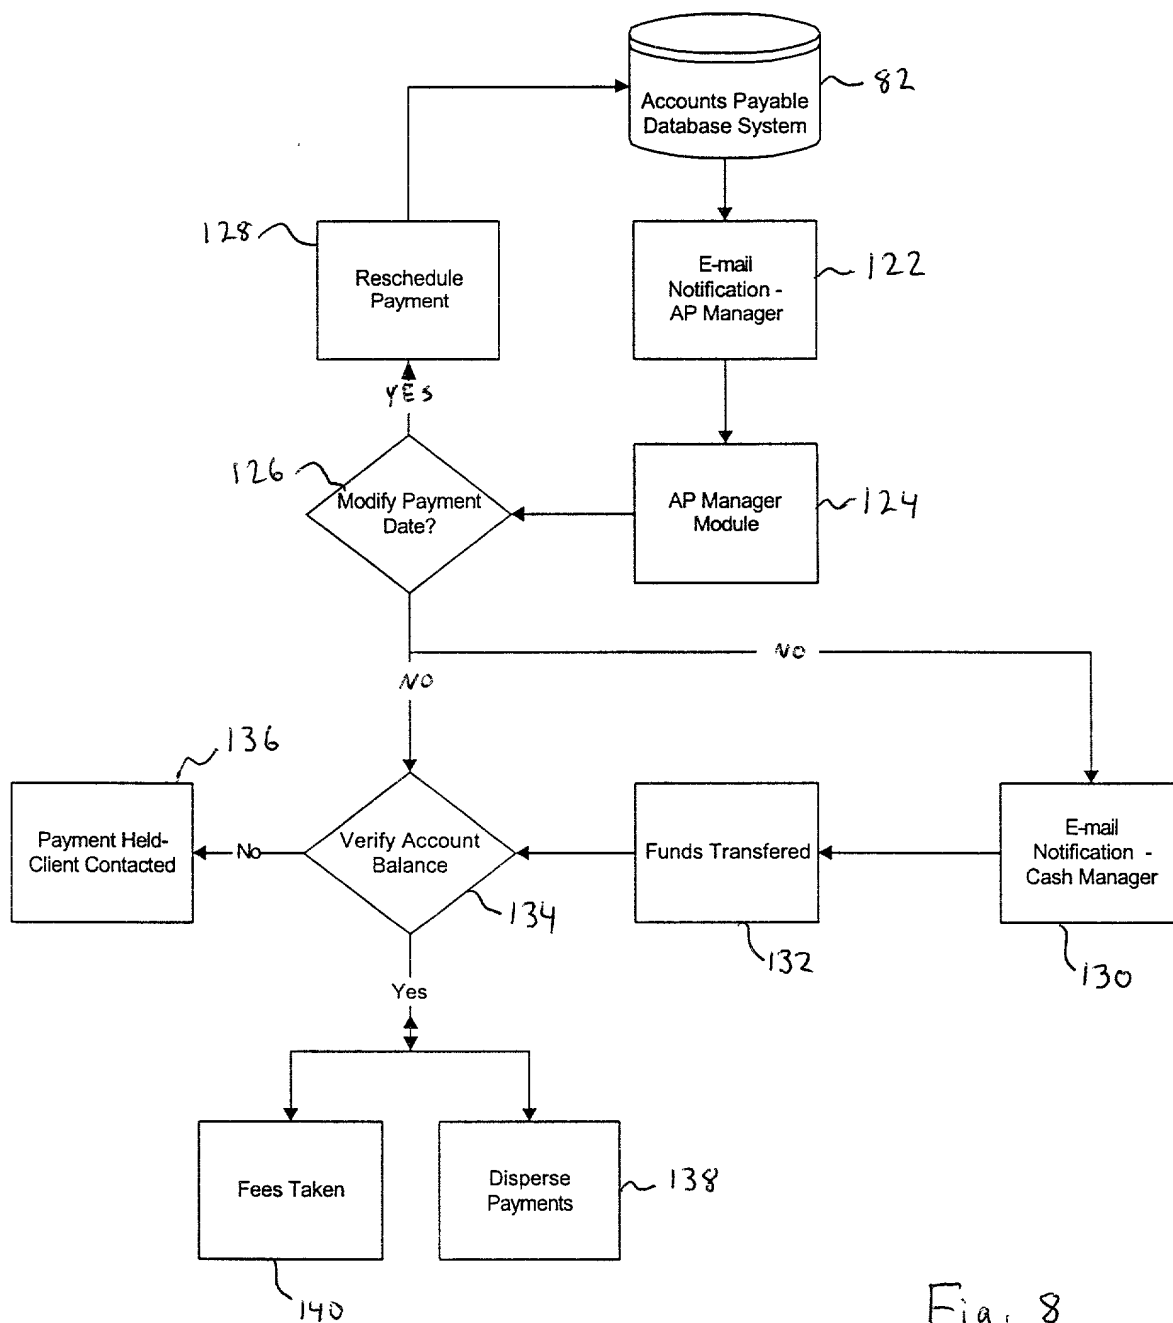 Accounts Payable
Database System
82
128
Reschedule
Payment
E-mail
Notification -
AP Manager
122
YES
126
Modify Payment
Date?
AP Manager
Module
124
NO
NO
136
Payment Held-
Client Contacted
No
Verify Account
Balance
134
Funds Transfered
132
E-mail
Notification -
Cash Manager
130
Yes
Fees Taken
140
Disperse
Payments
138
Fig. 8